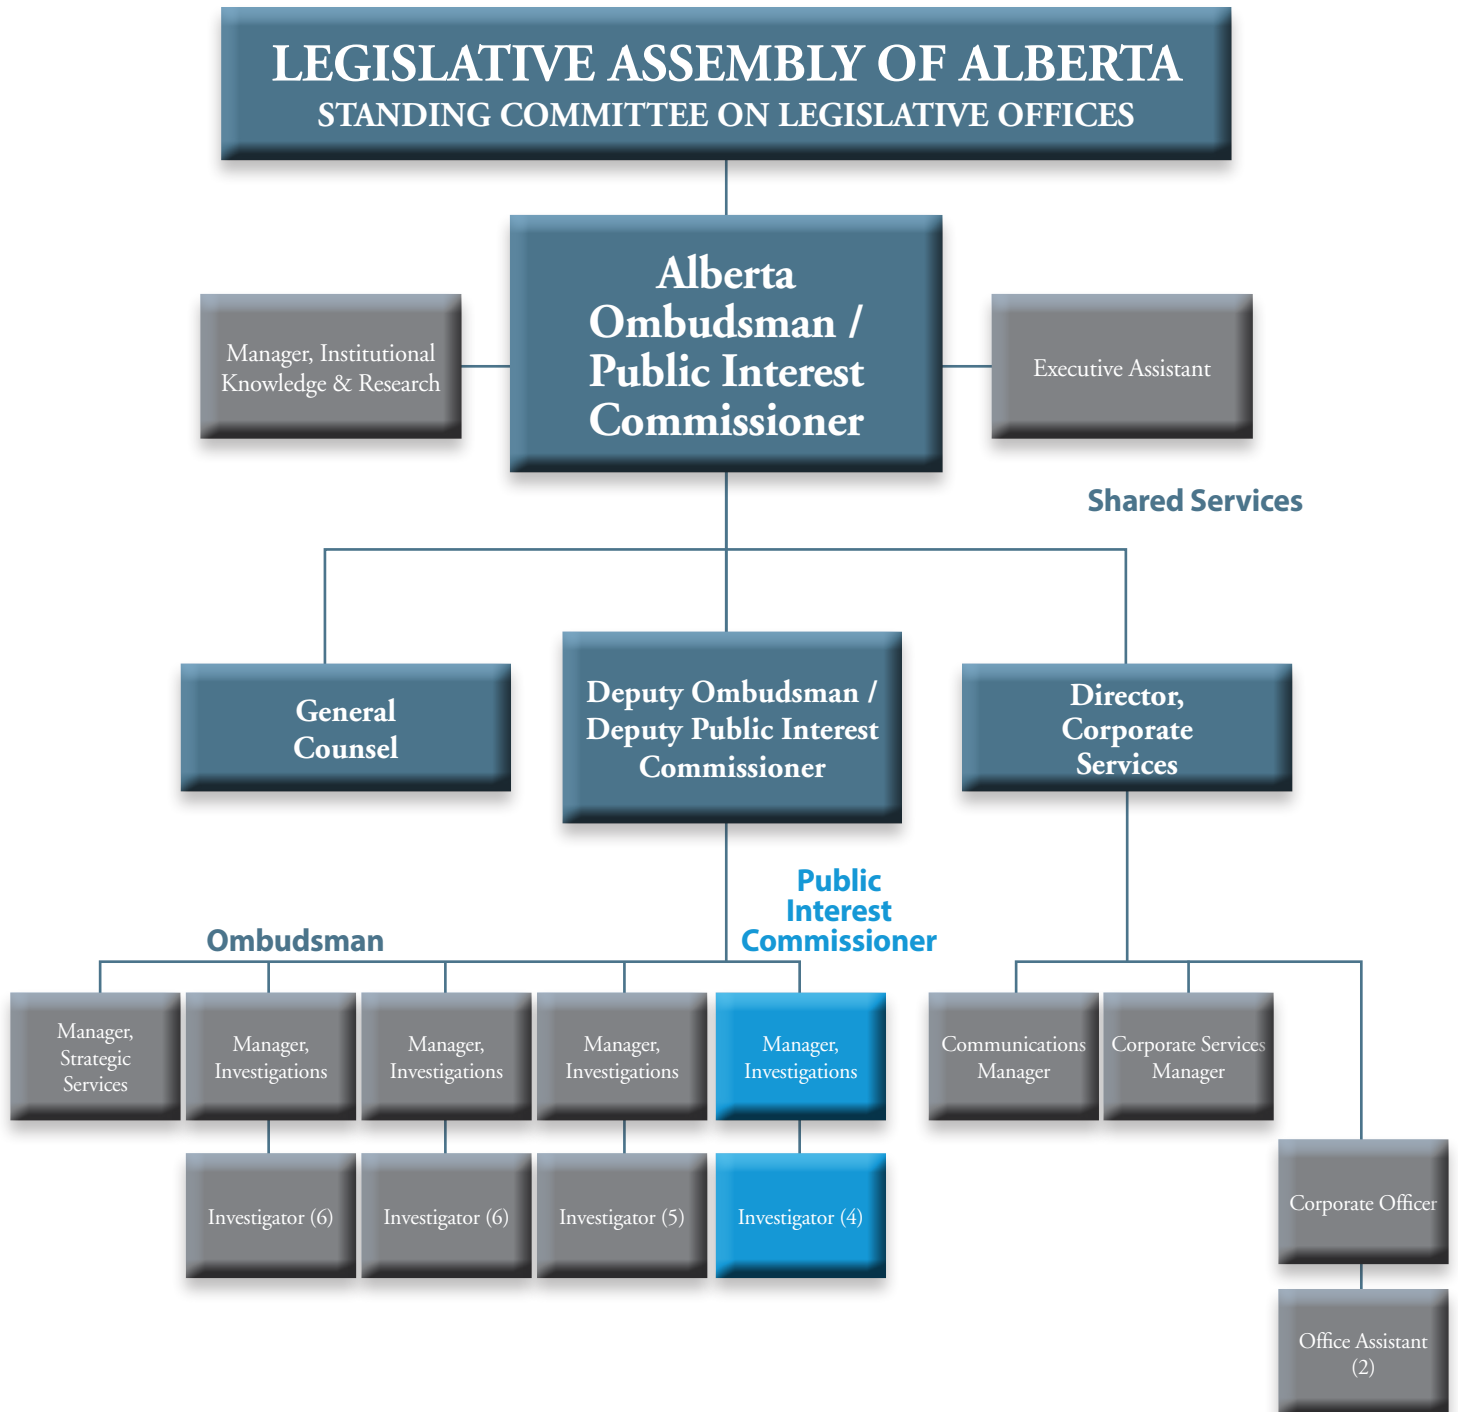 LEGISLATIVE ASSEMBLY OF ALBERTA
STANDING COMMITTEE ON LEGISLATIVE OFFICES
Alberta
Ombudsman /
Public Interest
Commissioner
Manager, Institutional
Knowledge & Research
Executive Assistant
Shared Services
General
Counsel
Deputy Ombudsman /
Deputy Public Interest
Commissioner
Director,
Corporate
Services
Ombudsman
Public
Interest
Commissioner
Manager,
Strategic
Services
Manager,
Investigations
Manager,
Investigations
Manager,
Investigations
Manager,
Investigations
Communications
Manager
Corporate Services
Manager
Investigator (6)
Investigator (6)
Investigator (5)
Investigator (4)
Corporate Officer
Office Assistant
(2)